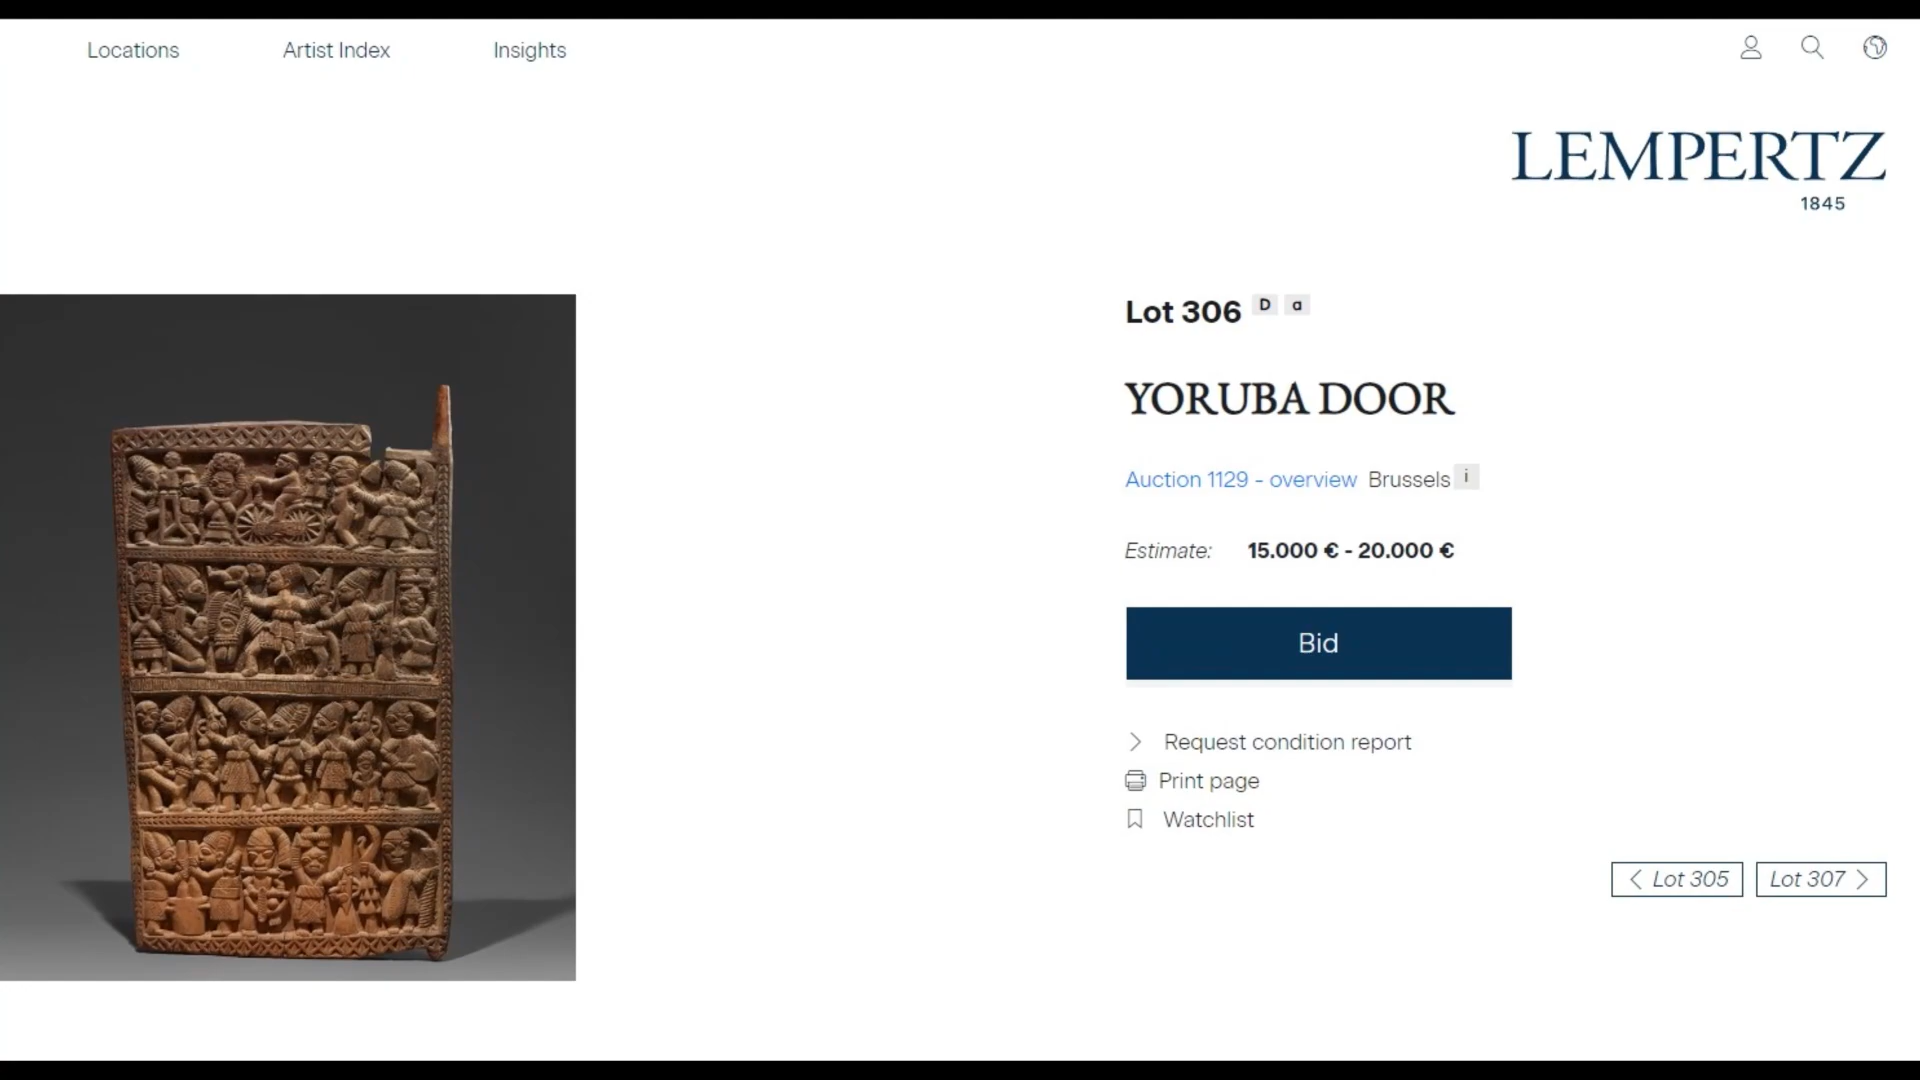 Locations Artist Index Insights
LEMPERTZ
1845
Lot 306 D a
YORUBA DOOR
Auction 1129 - overview Brussels i
Estimate: 15.000 € - 20.000 €
Bid
Request condition report
Print page
Watchlist
Lot 305 Lot 307